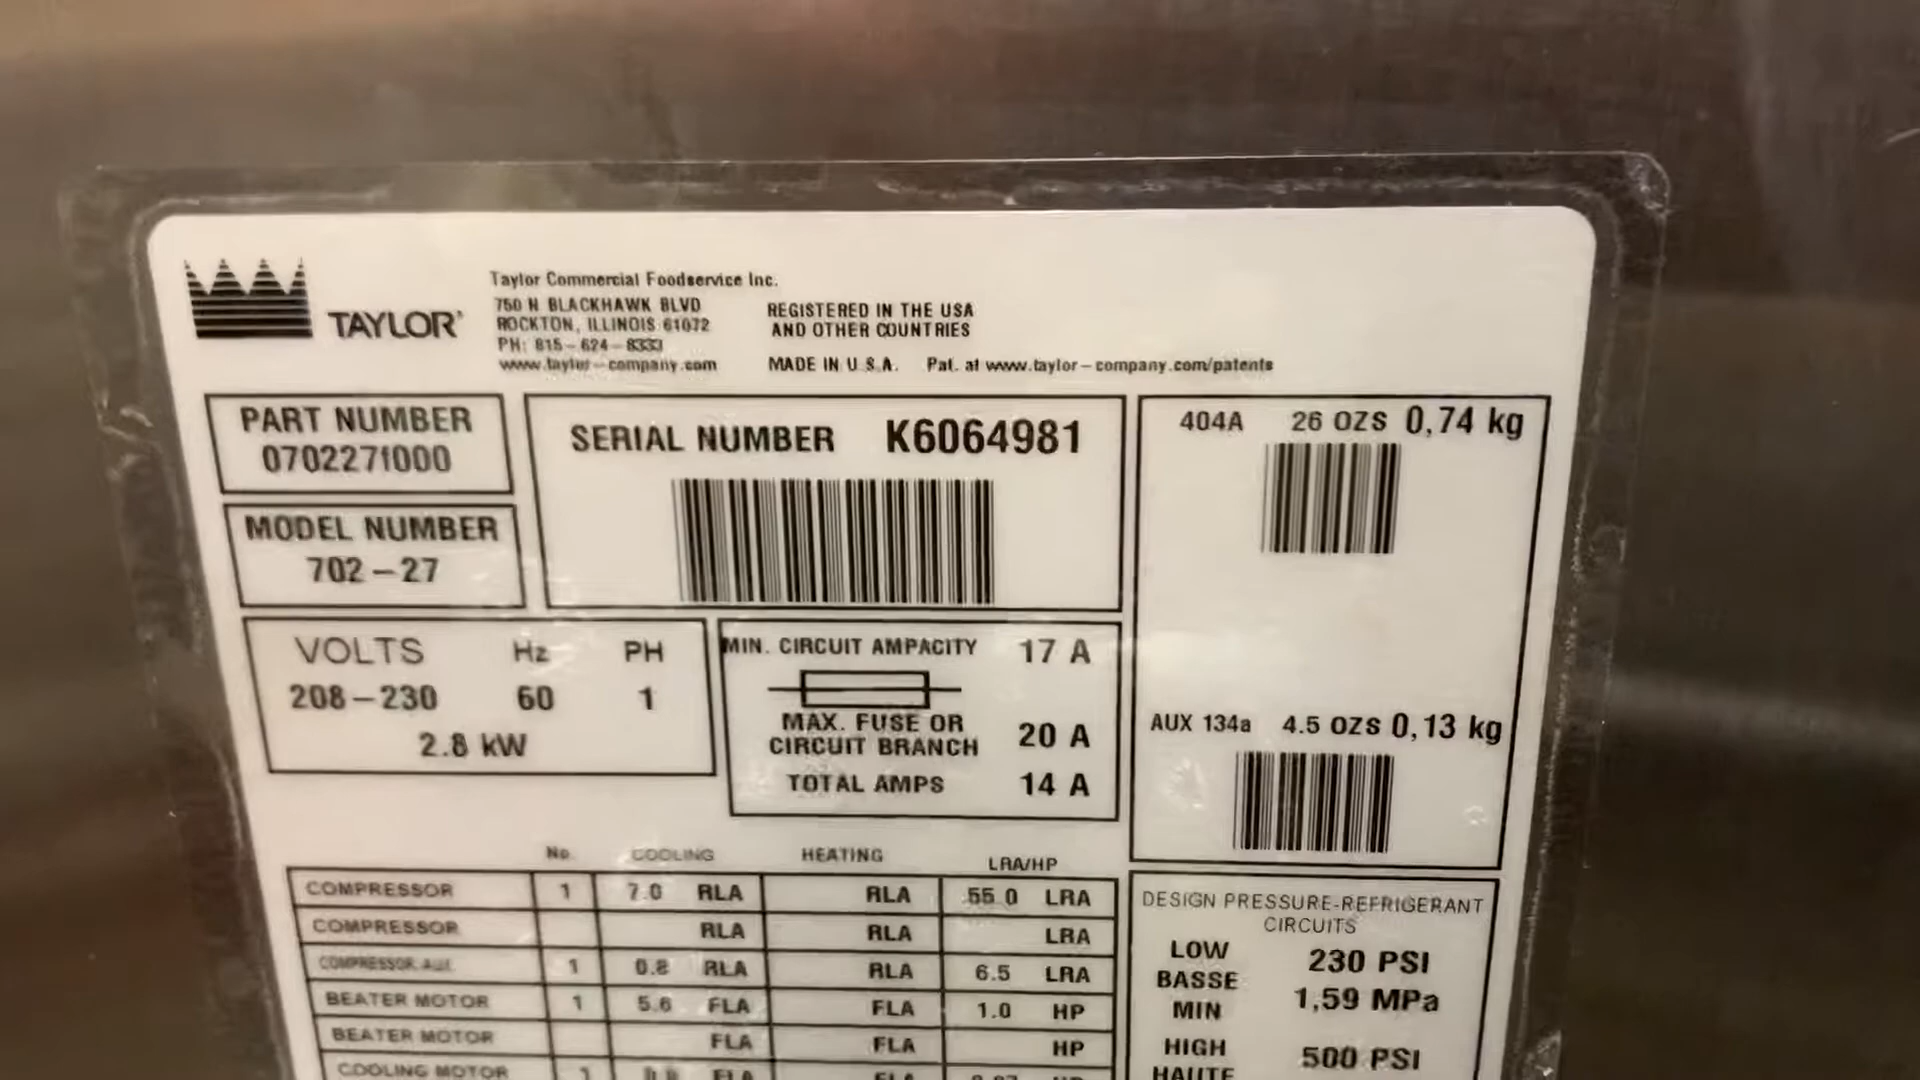 TAYLOR
Taylor Commercial Foodservice Inc.
750 N BLACKHAWK BLVD
ROCKTON, ILLINOIS 61072
PH: 815-624-8333
www.taylor-company.com
REGISTERED IN THE USA
AND OTHER COUNTRIES
MADE IN U.S.A. Pat. at www.taylor-company.com/patents
PART NUMBER
0702271000
MODEL NUMBER
702-27
SERIAL NUMBER K6064981
404A 26 OZS 0,74 kg
AUX 134a 4.5 OZS 0,13 kg
VOLTS Hz PH
208-230 60 1
2.8 kW
MIN. CIRCUIT AMPACITY 17 A
MAX. FUSE OR
CIRCUIT BRANCH 20 A
TOTAL AMPS 14 A
No. COOLING HEATING LRA/HP
COMPRESSOR 1 7.0 RLA RLA 55.0 LRA
COMPRESSOR RLA RLA LRA
COMPRESSOR AUX. 1 0.8 RLA RLA 6.5 LRA
BEATER MOTOR 1 5.6 FLA FLA 1.0 HP
BEATER MOTOR FLA FLA HP
COOLING MOTOR 1 FLA FLA
DESIGN PRESSURE-REFRIGERANT
CIRCUITS
LOW
BASSE
MIN
230 PSI
1,59 MPa
HIGH
HAUTE
500 PSI